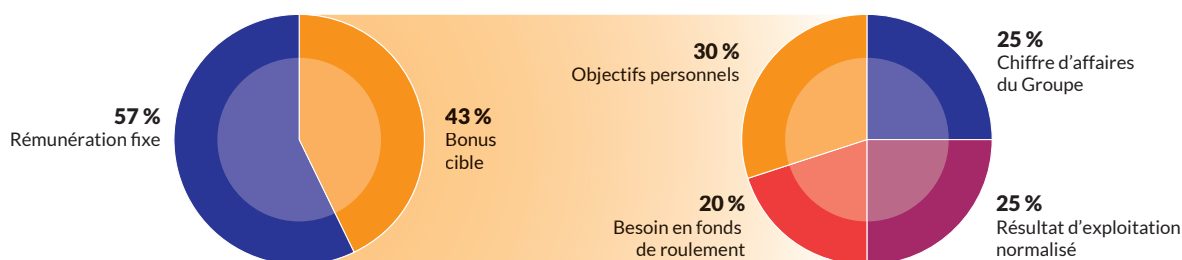 57 %
Rémunération fixe
43 %
Bonus
cible
30 %
Objectifs personnels
20 %
Besoin en fonds
de roulement
25 %
Chiffre d’affaires
du Groupe
25 %
Résultat d’exploitation
normalisé